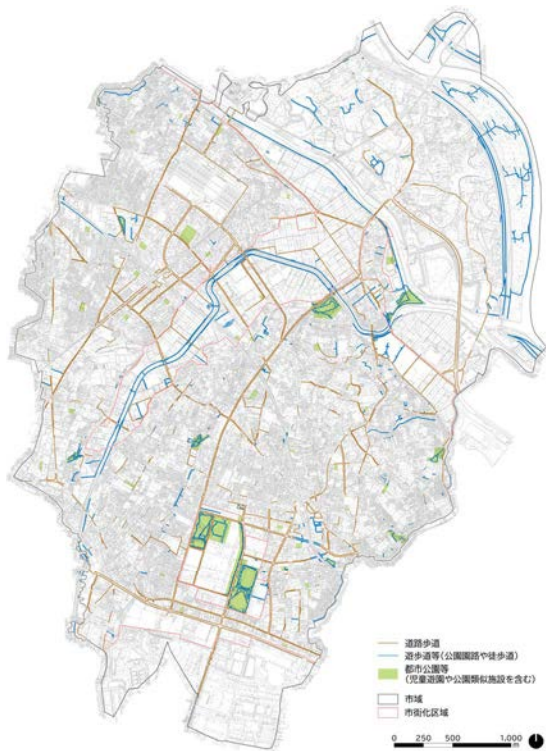 道路歩道
遊歩道等(公園園路や徒歩道)
都市公園等
(児童遊園や公園類似施設を含む)
市域
市街化区域
0 250 500 1,000
m